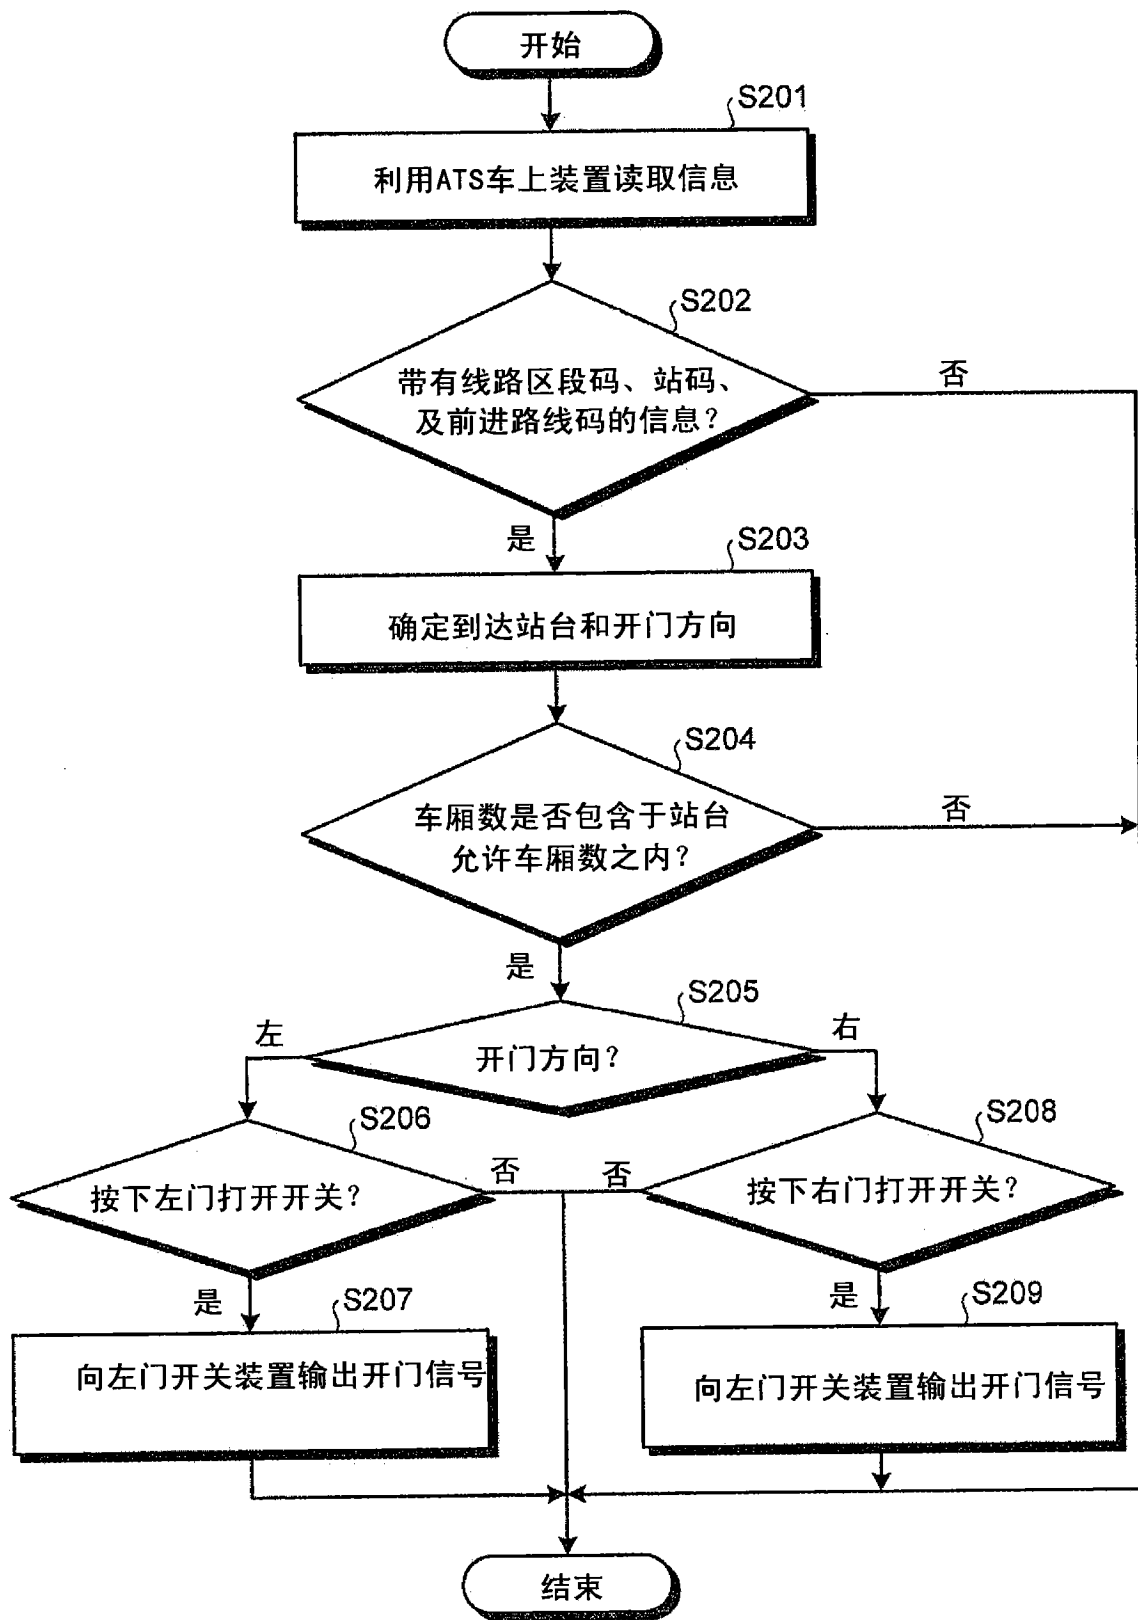 开始
S201
利用ATS车上装置读取信息
S202
带有线路区段码、站码、
及前进路线码的信息？
否
是
S203
确定到达站台和开门方向
S204
车厢数是否包含于站台
允许车厢数之内？
否
是
S205
左
开门方向？
右
S206
按下左门打开开关？
否
否
S208
按下右门打开开关？
是
S207
向左门开关装置输出开门信号
是
S209
向左门开关装置输出开门信号
结束